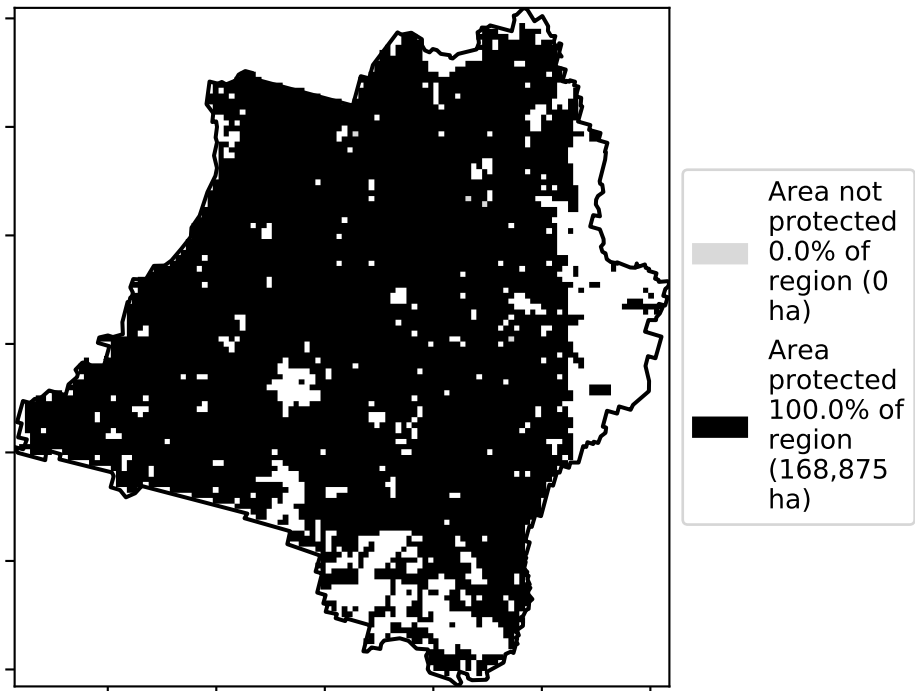 Area not
protected
0.0% of
region (0
ha)
Area
protected
100.0% of
region
(168,875
ha)